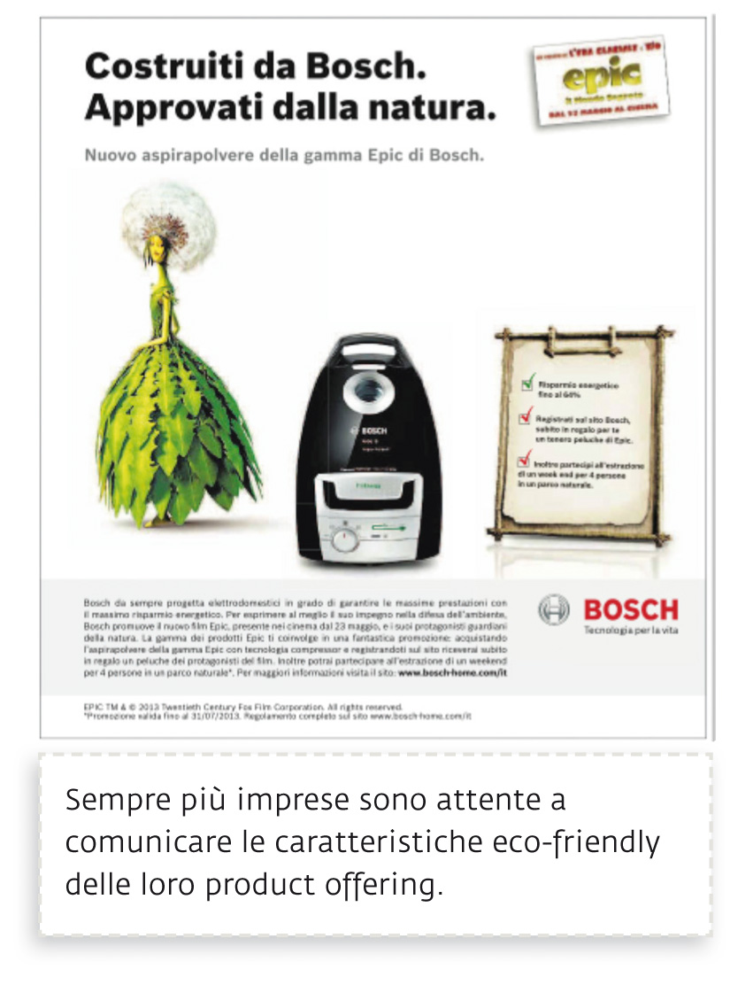 Costruiti da Bosch.
Approvati dalla natura.
Nuovo aspirapolvere della gamma Epic di Bosch.
L'ERA GLACIALE
epic
il Mondo Segreto
MAGGIO AL CINEMA
BOSCH
Risparmio energetico
fino al 64%
Registrati sul sito Bosch,
subito in regalo per te
un tenero peluche di Epic.
Inoltre partecipi all'estrazione
di un week end per 4 persone
in un parco naturale.
Bosch da sempre progetta elettrodomestici in grado di garantire le massime prestazioni con
il massimo risparmio energetico. Per esprimere al meglio il suo impegno nella difesa dell'ambiente,
Bosch promuove il nuovo film Epic, presente nei cinema dal 23 maggio, e i suoi protagonisti guardiani
della natura. La gamma dei prodotti Epic ti coinvolge in una fantastica promozione: acquistando
l'aspirapolvere della gamma Epic con tecnologia compressor e registrandoti sul sito riceverai subito
in regalo un peluche dei protagonisti del film. Inoltre potrai partecipare all'estrazione di un weekend
per 4 persone in un parco naturale*. Per maggiori informazioni visita il sito: www.bosch-home.com/it
BOSCH
Tecnologia per la vita
EPIC TM & © 2013 Twentieth Century Fox Film Corporation. All rights reserved.
*Promozione valida fino al 31/07/2013. Regolamento completo sul sito www.bosch-home.com/it
Sempre più imprese sono attente a
comunicare le caratteristiche eco-friendly
delle loro product offering.